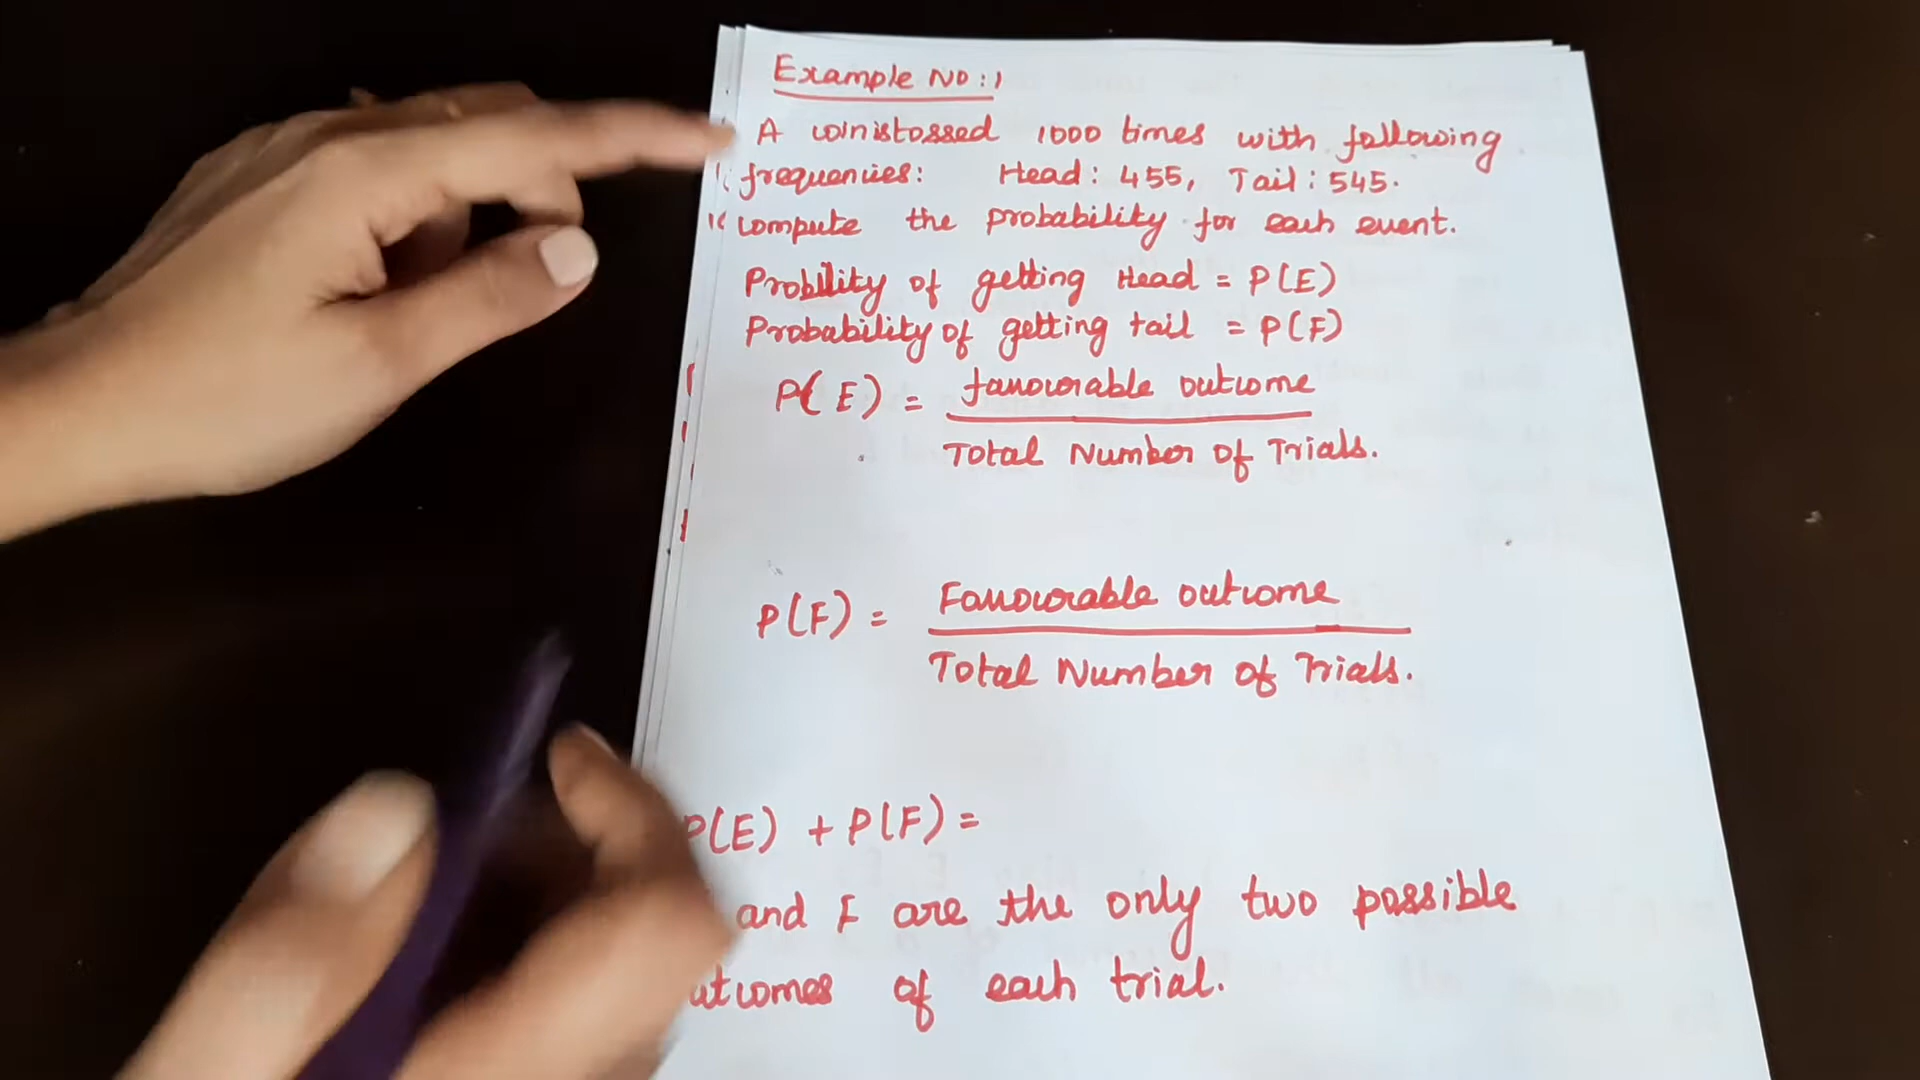 Example No : 1
A coin is tossed 1000 times with following
frequencies: Head : 455, Tail : 545.
compute the probability for each event.
Probility of getting Head = P(E)
Probability of getting tail = P(F)
P(E) = favourable outcome
Total Number of Trials.
P(F) = Favourable outcome
Total Number of Trials.
P(E) + P(F) =
and F are the only two possible
utcomes of each trial.